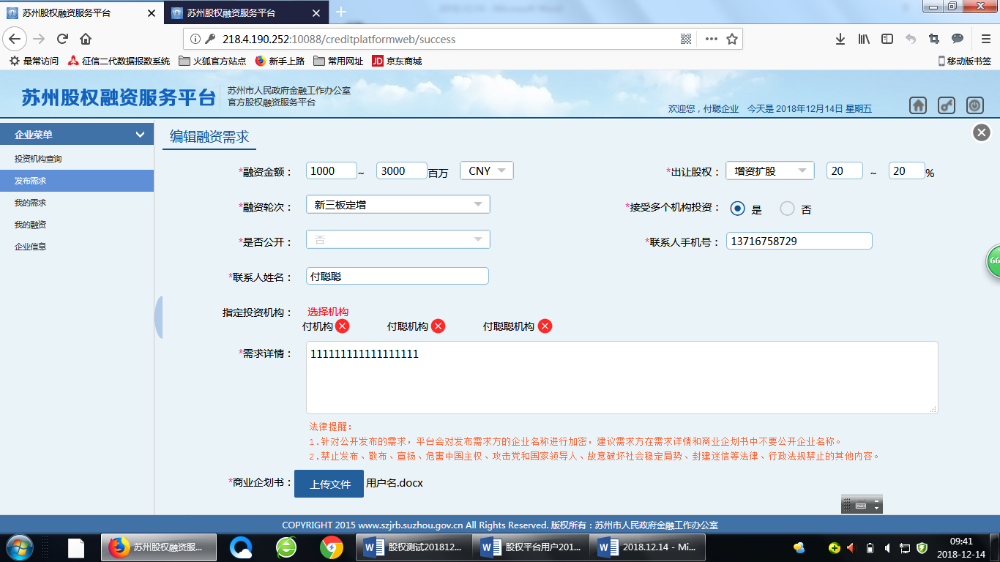 苏州股权融资服务平台
苏州股权融资服务平台
218.4.190.252:10088/creditplatformweb/success
最常访问 征信二代数据报数系统 火狐官方站点 新手上路 常用网址 JD 京东商城 移动版书签
苏州股权融资服务平台
苏州市人民政府金融工作办公室
官方股权融资服务平台
欢迎您，付聪企业 今天是 2018年12月14日 星期五
企业菜单
投资机构查询
发布需求
我的需求
我的融资
企业信息
编辑融资需求
*融资金额： 1000 ~ 3000 百万 CNY *出让股权： 增资扩股 20 ~ 20 %
*融资轮次： 新三板定增 *接受多个机构投资： 是 否
*是否公开： 否 *联系人手机号： 13716758729
*联系人姓名： 付聪聪
66
指定投资机构： 选择机构
付机构 付聪机构 付聪聪机构
*需求详情： 111111111111111111
法律提醒：
1.针对公开发布的需求，平台会对发布需求方的企业名称进行加密，建议需求方在需求详情和商业企划书中不要公开企业名称。
2.禁止发布、散布、宣扬、危害中国主权、攻击党和国家领导人、故意破坏社会稳定局势、封建迷信等法律、行政法规禁止的其他内容。
*商业企划书： 上传文件 用户名.docx
COPYRIGHT 2015 www.szjrb.suzhou.gov.cn All Rights Reserved. 版权所有：苏州市人民政府金融工作办公室
苏州股权融资服... 股权测试201812... 股权平台用户201... 2018.12.14 - Mi...
09:41
2018-12-14